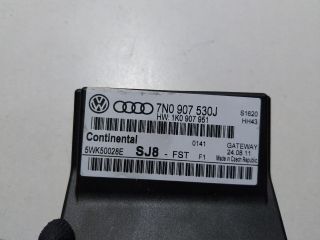 7N0 907 530J
HW: 1K0 907 951
S1620
HH43
Continental
0141
GATEWAY
5WK50028E
SJ8 - FST F1
24.08.11
Made in Czech Republic